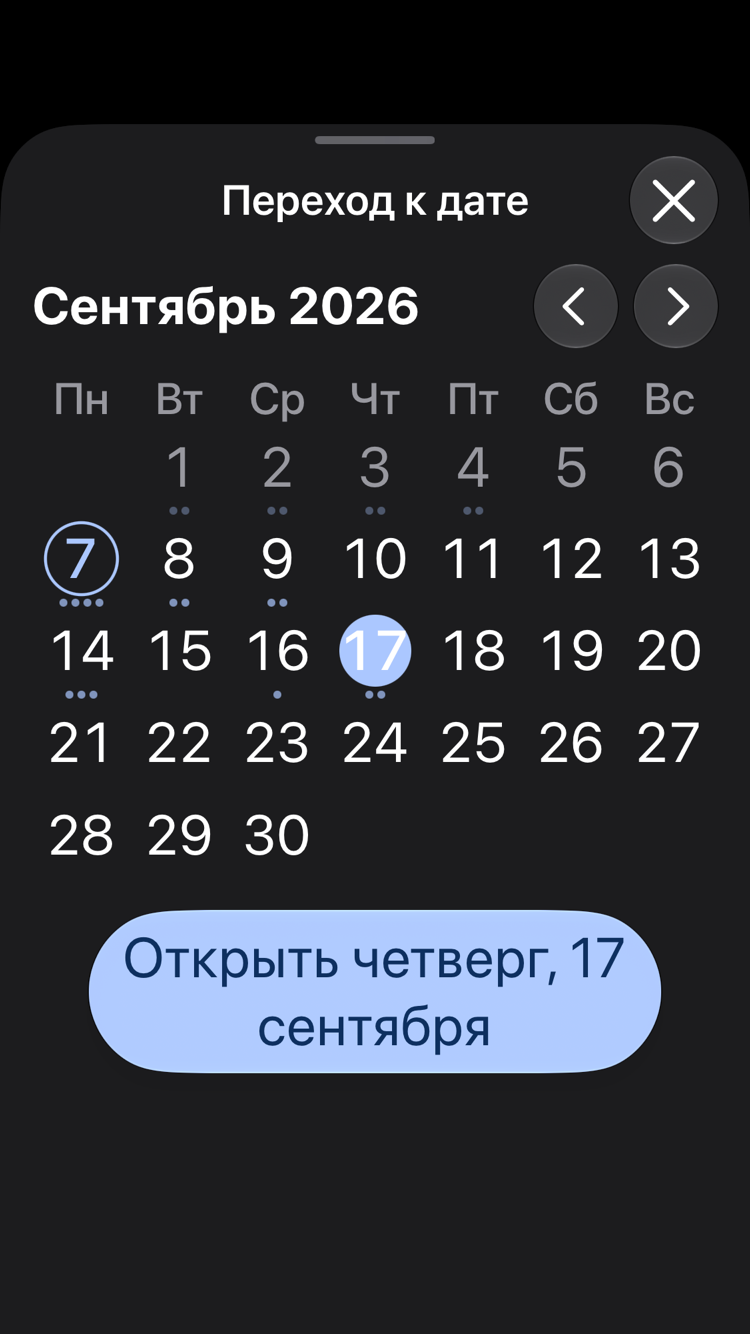 Переход к дате
Сентябрь 2026
Пн Вт Ср Чт Пт Сб Вс
1 2 3 4 5 6
7 8 9 10 11 12 13
14 15 16 17 18 19 20
21 22 23 24 25 26 27
28 29 30
Открыть четверг, 17
сентября